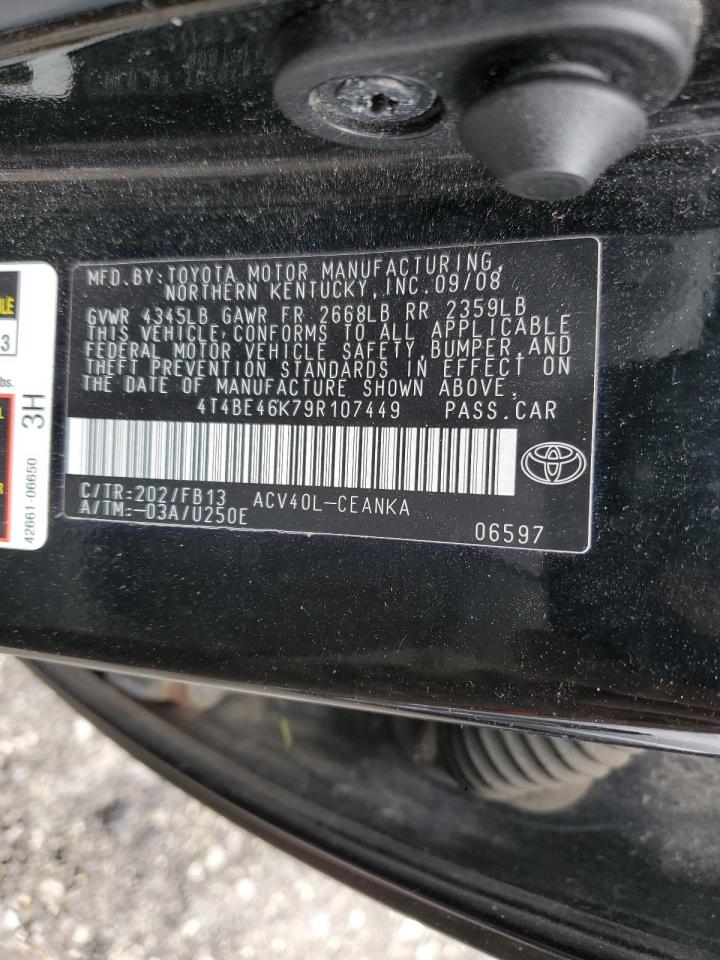 MFD.BY:TOYOTA MOTOR MANUFACTURING,
NORTHERN KENTUCKY,INC.09/08
GVWR 4345LB GAWR FR 2668LB RR 2359LB
THIS VEHICLE CONFORMS TO ALL APPLICABLE
FEDERAL MOTOR VEHICLE SAFETY,BUMPER,AND
THEFT PREVENTION STANDARDS IN EFFECT ON
THE DATE OF MANUFACTURE SHOWN ABOVE.
4T4BE46K79R107449 PASS.CAR
C/TR:202/FB13 ACV40L-CEANKA
A/TM:-03A/U250E
06597
3
3H
42661-06650